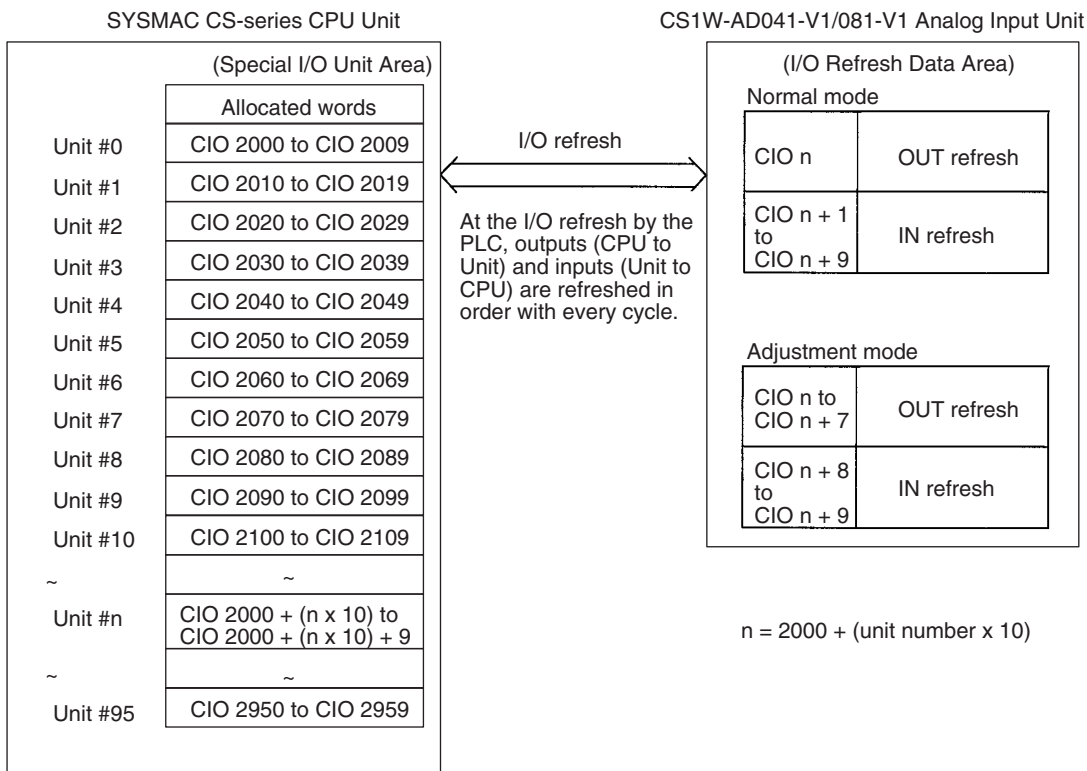 SYSMAC CS-series CPU Unit
CS1W-AD041-V1/081-V1 Analog Input Unit
(Special I/O Unit Area)
Allocated words
Unit #0 CIO 2000 to CIO 2009
Unit #1 CIO 2010 to CIO 2019
Unit #2 CIO 2020 to CIO 2029
Unit #3 CIO 2030 to CIO 2039
Unit #4 CIO 2040 to CIO 2049
Unit #5 CIO 2050 to CIO 2059
Unit #6 CIO 2060 to CIO 2069
Unit #7 CIO 2070 to CIO 2079
Unit #8 CIO 2080 to CIO 2089
Unit #9 CIO 2090 to CIO 2099
Unit #10 CIO 2100 to CIO 2109
~ ~
Unit #n CIO 2000 + (n x 10) to
CIO 2000 + (n x 10) + 9
~ ~
Unit #95 CIO 2950 to CIO 2959
I/O refresh
At the I/O refresh by the
PLC, outputs (CPU to
Unit) and inputs (Unit to
CPU) are refreshed in
order with every cycle.
(I/O Refresh Data Area)
Normal mode
CIO n OUT refresh
CIO n + 1
to
CIO n + 9
IN refresh
Adjustment mode
CIO n to
CIO n + 7
OUT refresh
CIO n + 8
to
CIO n + 9
IN refresh
n = 2000 + (unit number x 10)